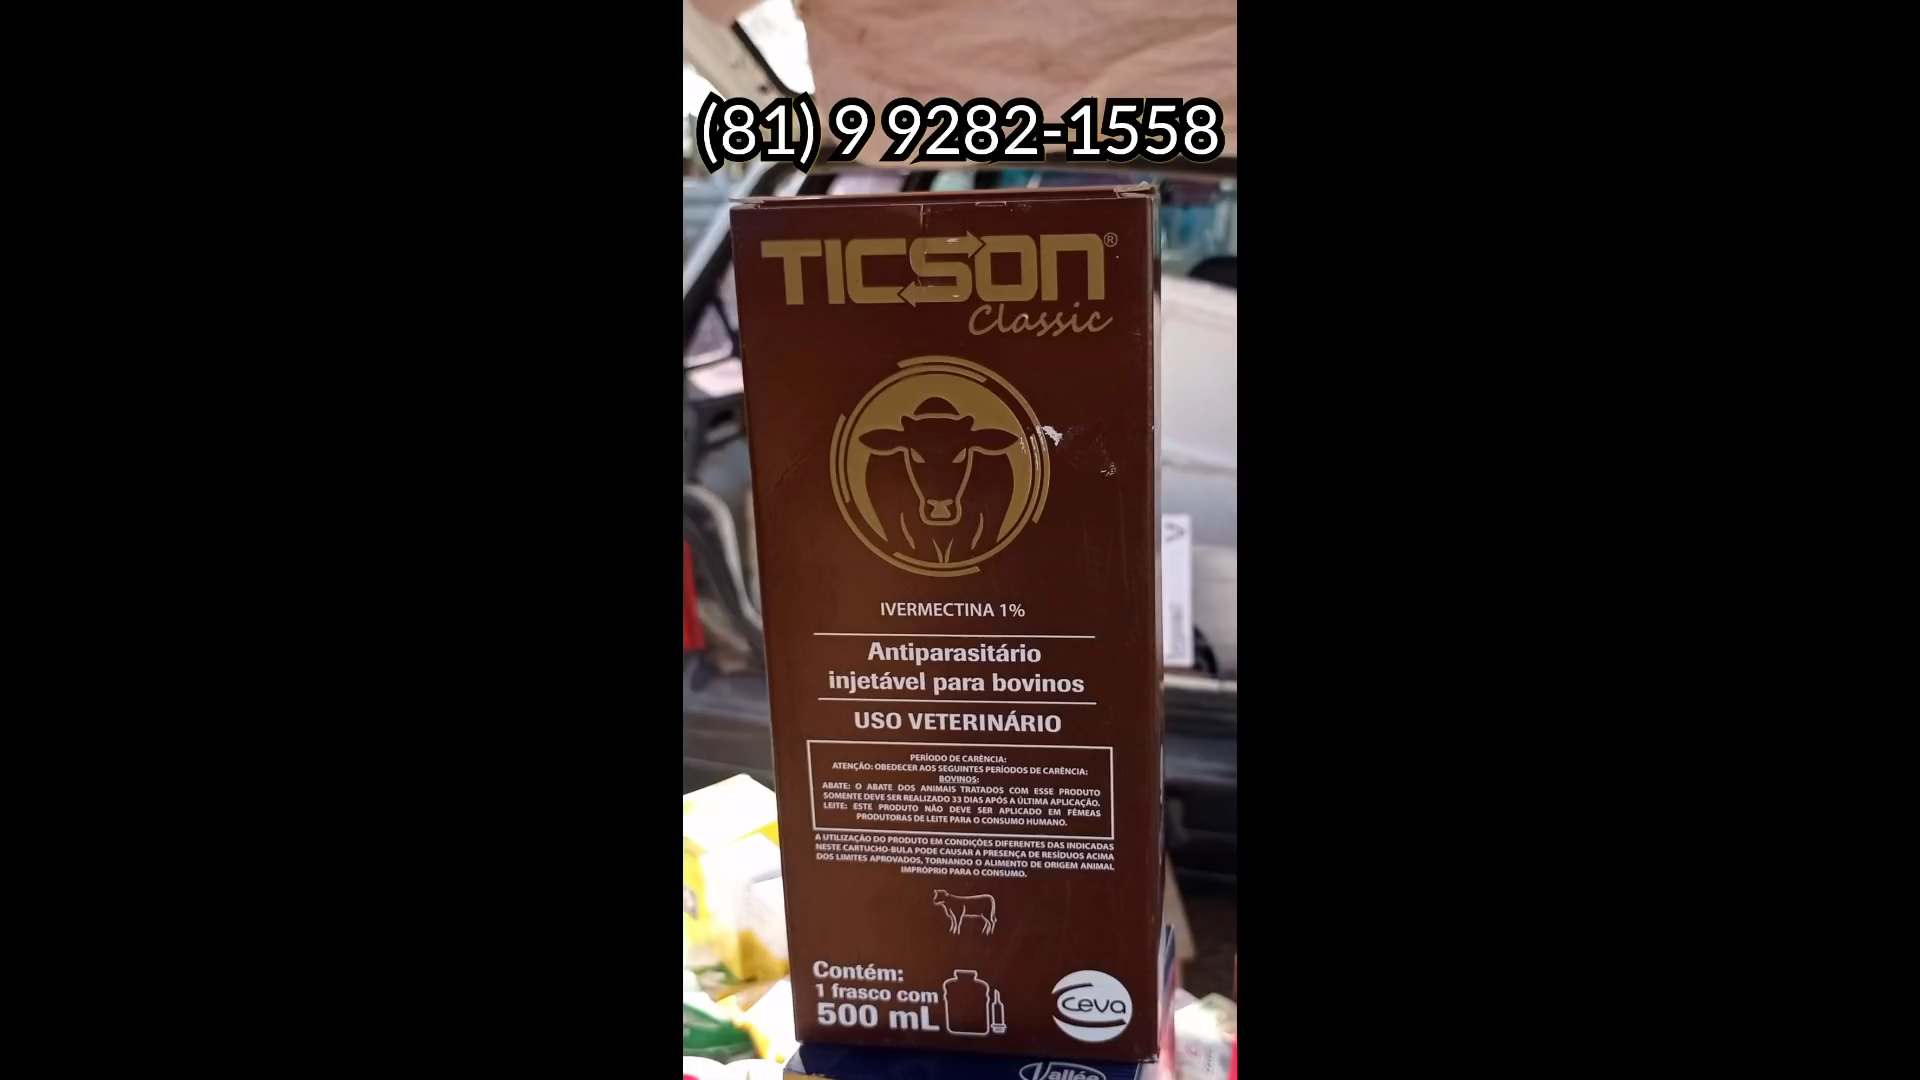 (81) 9 9282-1558
TICSON®
Classic
IVERMECTINA 1%
Antiparasitário
injetável para bovinos
USO VETERINÁRIO
PERÍODO DE CARÊNCIA:
ATENÇÃO: OBEDECER AOS SEGUINTES PERÍODOS DE CARÊNCIA:
BOVINOS:
ABATE: O ABATE DOS ANIMAIS TRATADOS COM ESSE PRODUTO
SOMENTE DEVE SER REALIZADO 33 DIAS APÓS A ÚLTIMA APLICAÇÃO.
LEITE: ESTE PRODUTO NÃO DEVE SER APLICADO EM FÊMEAS
PRODUTORAS DE LEITE PARA O CONSUMO HUMANO.
A UTILIZAÇÃO DO PRODUTO EM CONDIÇÕES DIFERENTES DAS INDICADAS
NESTE CARTUCHO-BULA PODE CAUSAR A PRESENÇA DE RESÍDUOS ACIMA
DOS LIMITES APROVADOS, TORNANDO O ALIMENTO DE ORIGEM ANIMAL
IMPRÓPRIO PARA O CONSUMO.
Contém:
1 frasco com
500 mL
Ceva
Vallée